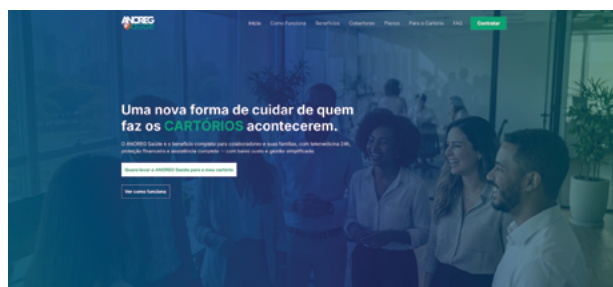 ANOREG
Início Como Funciona Benefícios Coberturas Planos Para o Cartório FAQ Contratar
Uma nova forma de cuidar de quem
faz os CARTÓRIOS acontecerem.
O ANOREG Saúde é o benefício completo para colaboradores e suas famílias, com telemedicina 24h,
proteção financeira e assistência completa — com baixo custo e gestão simplificada.
Quero levar o ANOREG Saúde para o meu cartório
Ver como funciona